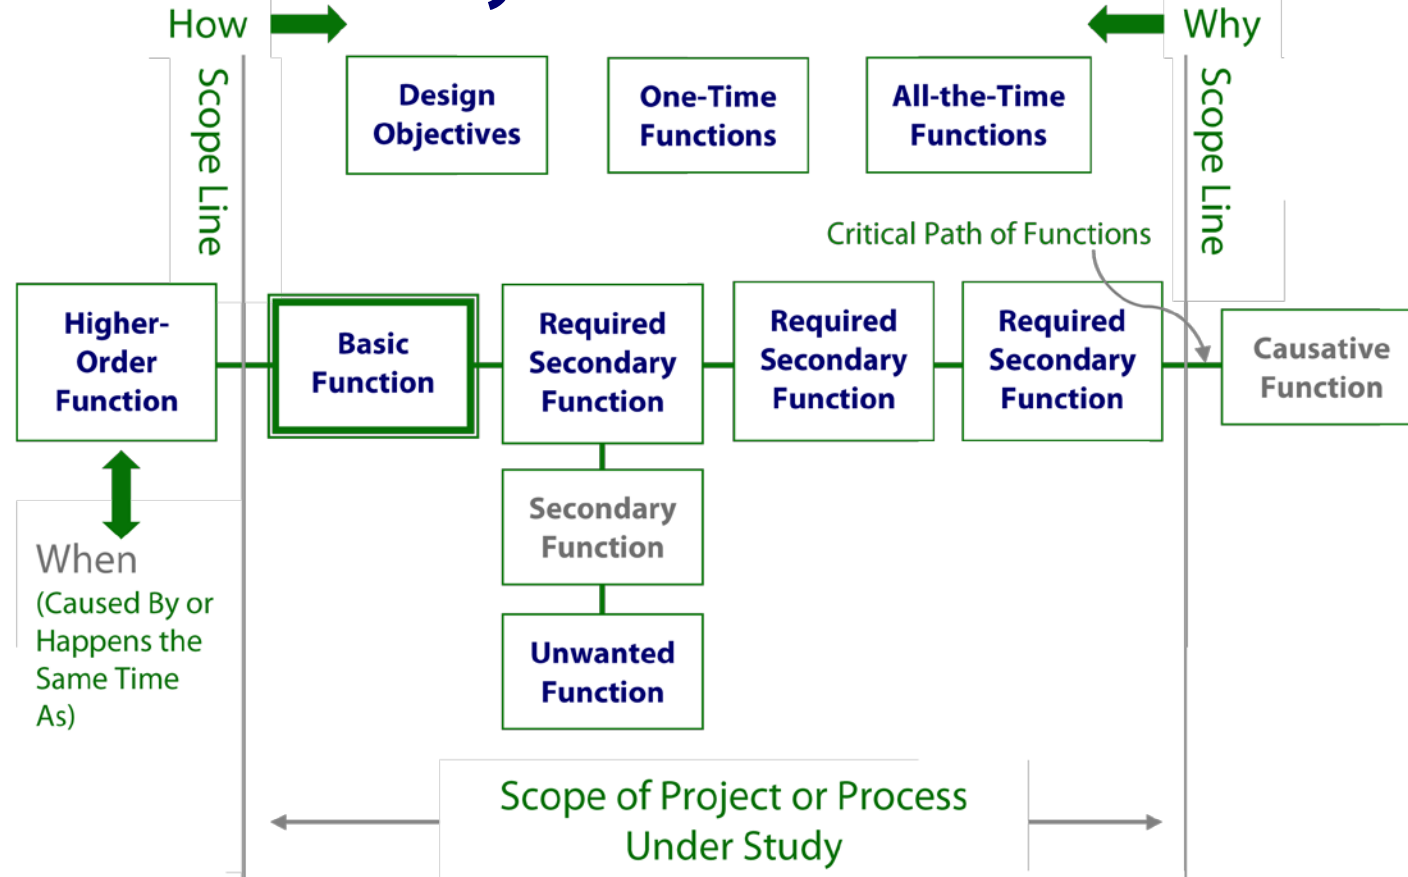 How
Why
Scope Line
Design
Objectives
One-Time
Functions
All-the-Time
Functions
Scope Line
Critical Path of Functions
Higher-
Order
Function
Basic
Function
Required
Secondary
Function
Required
Secondary
Function
Required
Secondary
Function
Causative
Function
Secondary
Function
When
(Caused By or
Happens the
Same Time
As)
Unwanted
Function
Scope of Project or Process
Under Study